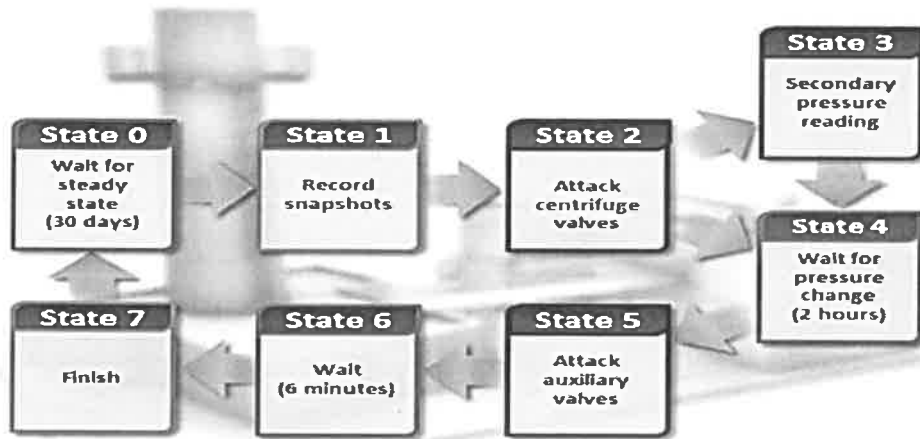 State 0
Wait for
steady
state
(30 days)
State 1
Record
snapshots
State 2
Attack
centrifuge
valves
State 3
Secondary
pressure
reading
State 4
Wait for
pressure
change
(2 hours)
State 5
Attack
auxiliary
valves
State 6
Wait
(6 minutes)
State 7
Finish